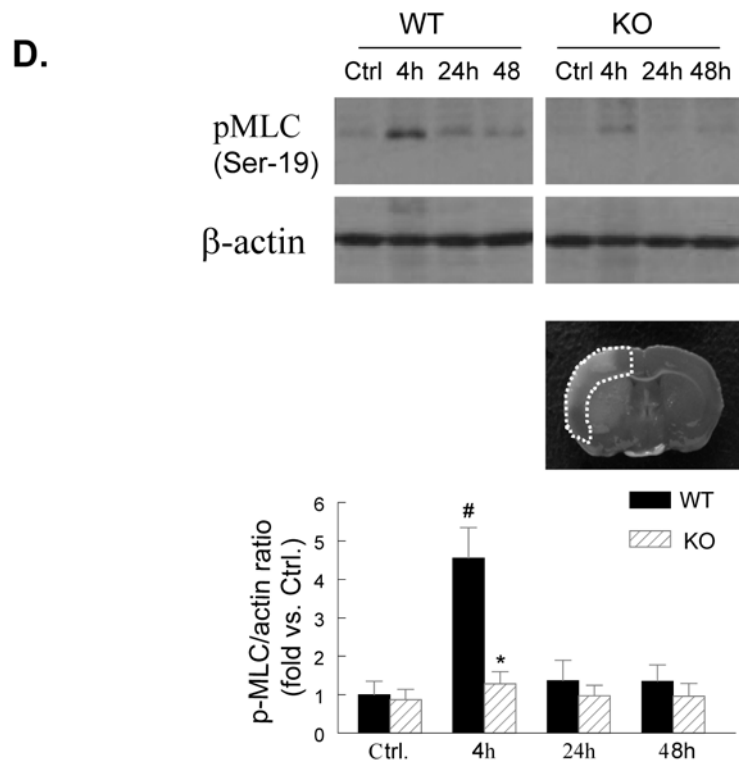 D.
WT KO
Ctrl 4h 24h 48 Ctrl 4h 24h 48h
pMLC
(Ser-19)
β-actin
WT
KO
p-MLC/actin ratio
(fold vs. Ctrl.)
6
5
4
3
2
1
0
#
*
Ctrl. 4h 24h 48h